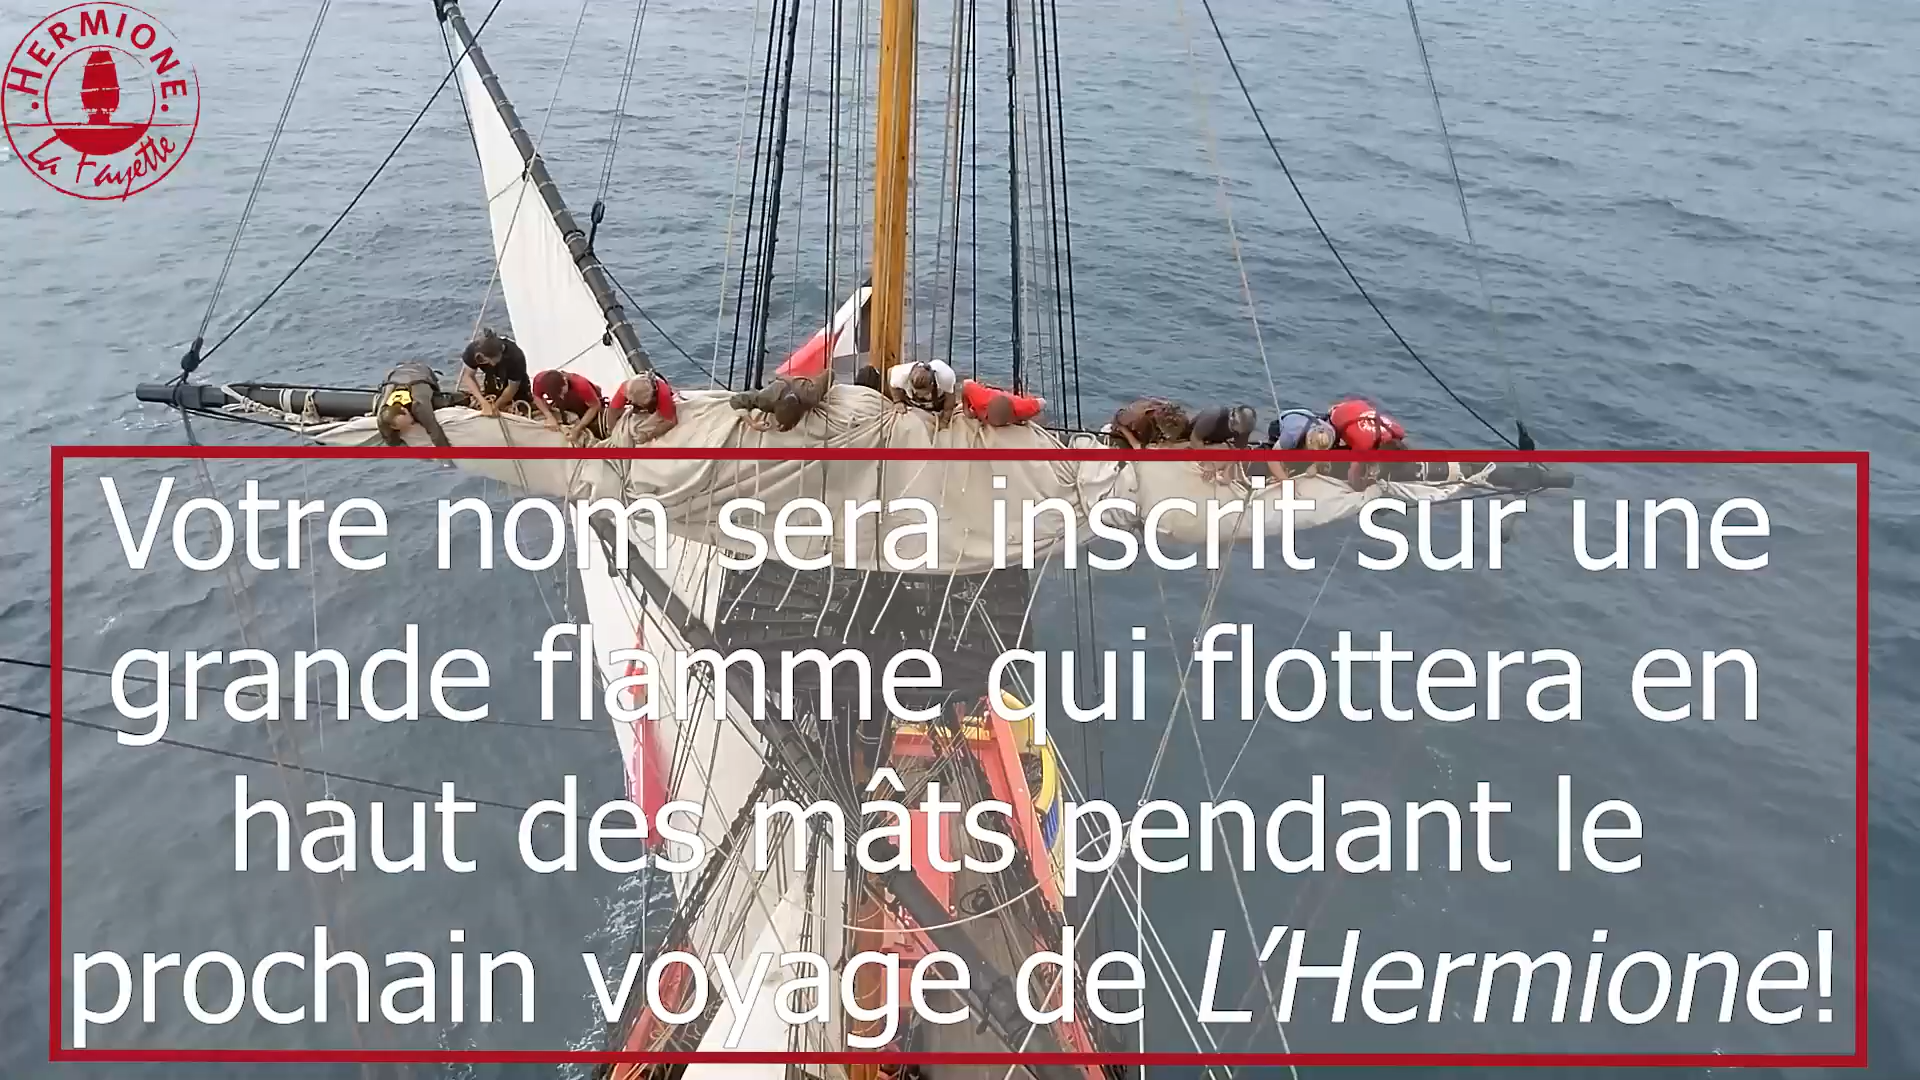 HERMIONE
La Fayette
Votre nom sera inscrit sur une
grande flamme qui flottera en
haut des mâts pendant le
prochain voyage de L’Hermione!